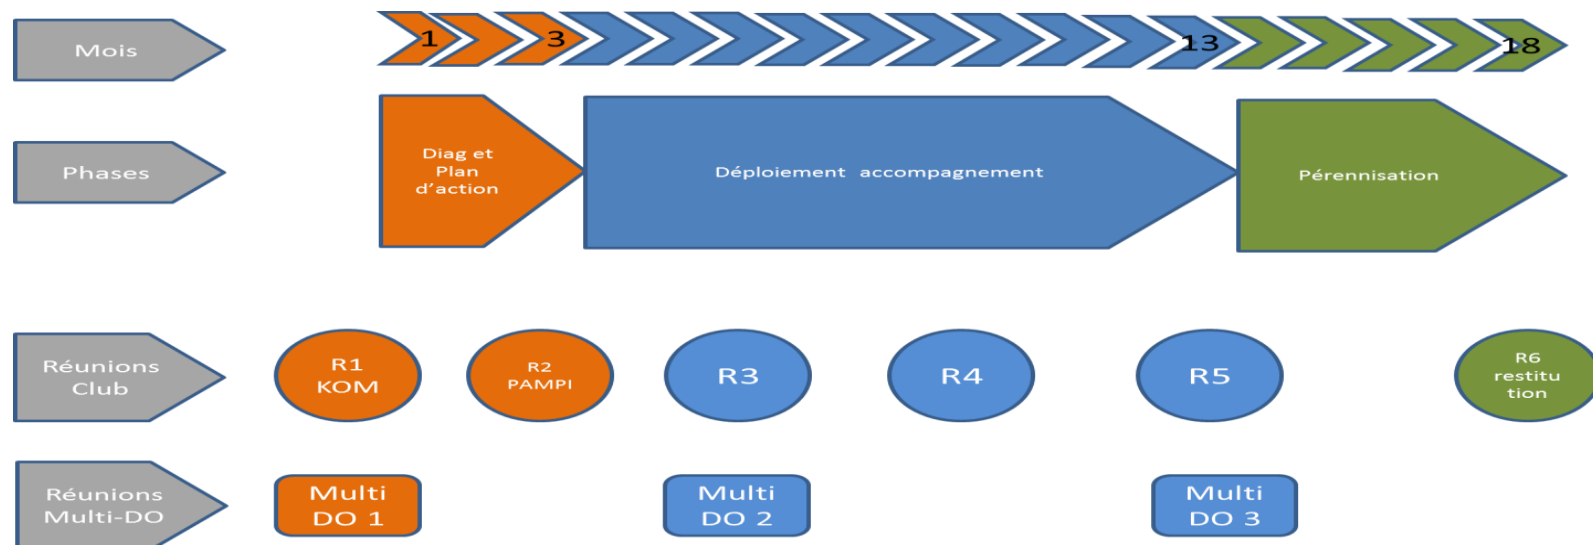 Mois
1
3
13
18
Phases
Diag et
Plan
d’action
Déploiement accompagnement
Pérennisation
Réunions
Club
R1
KOM
R2
PAMPI
R3
R4
R5
R6
restitu
tion
Réunions
Multi-DO
Multi
DO 1
Multi
DO 2
Multi
DO 3